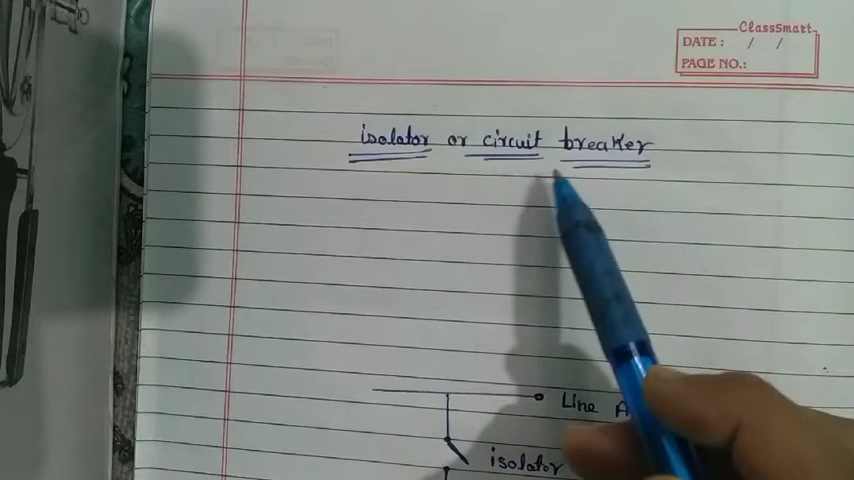 ClassSmart
DATE : / /
PAGE NO.:
isolator or circuit breaker
Line A
isolator